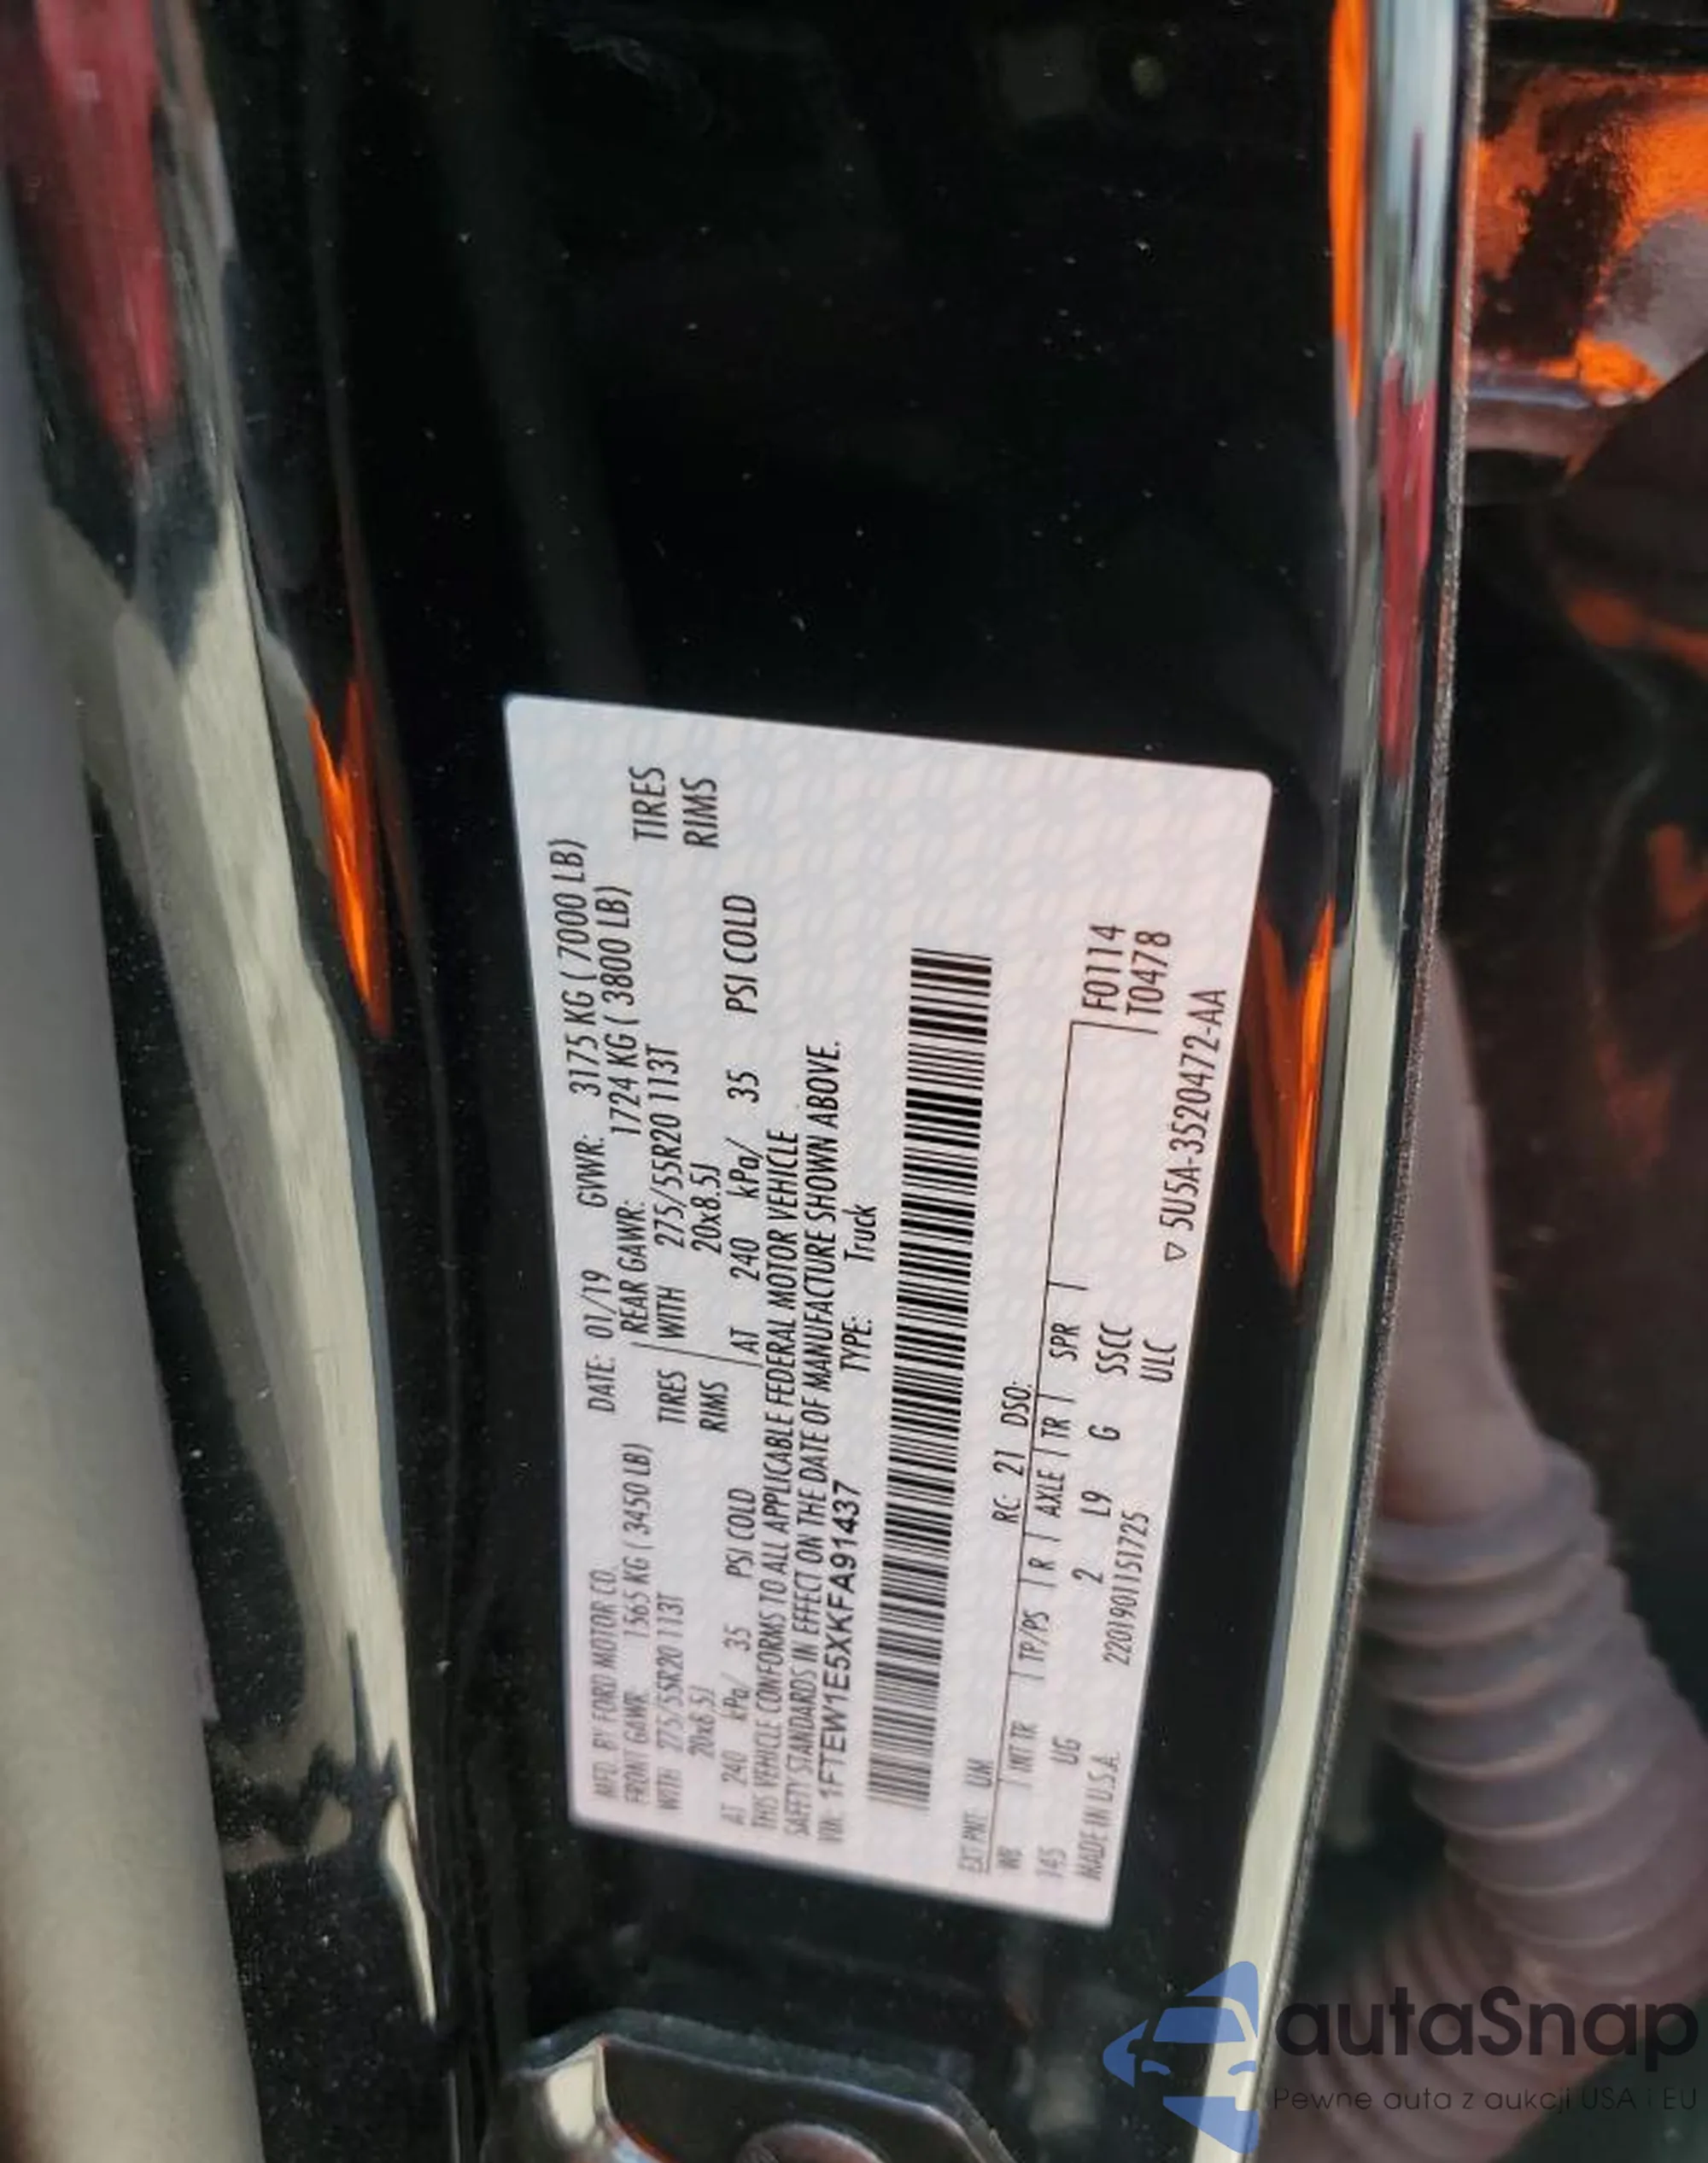 MFD. BY FORD MOTOR CO. DATE: 01/19 GVWR: 3175 KG ( 7000 LB)
FRONT GAWR: 1565 KG ( 3450 LB) REAR GAWR: 1724 KG ( 3800 LB)
WITH 275/55R20 113T TIRES WITH 275/55R20 113T TIRES
20x8.5J RIMS 20x8.5J RIMS
AT 240 kPa/ 35 PSI COLD AT 240 kPa/ 35 PSI COLD
THIS VEHICLE CONFORMS TO ALL APPLICABLE FEDERAL MOTOR VEHICLE
SAFETY STANDARDS IN EFFECT ON THE DATE OF MANUFACTURE SHOWN ABOVE.
VIN: 1FTEW1E5XKFA91437 TYPE: Truck
EXT PNT: UM RC: 21 DSO:
WB INT TR TP/PS R AXLE TR SPR F0114
145 UG 2 L9 G SSCC T0478
MADE IN U.S.A. 2201901151725 ULC
▽ 5U5A-3520472-AA
autaSnap
Pewne auta z aukcji USA i EU